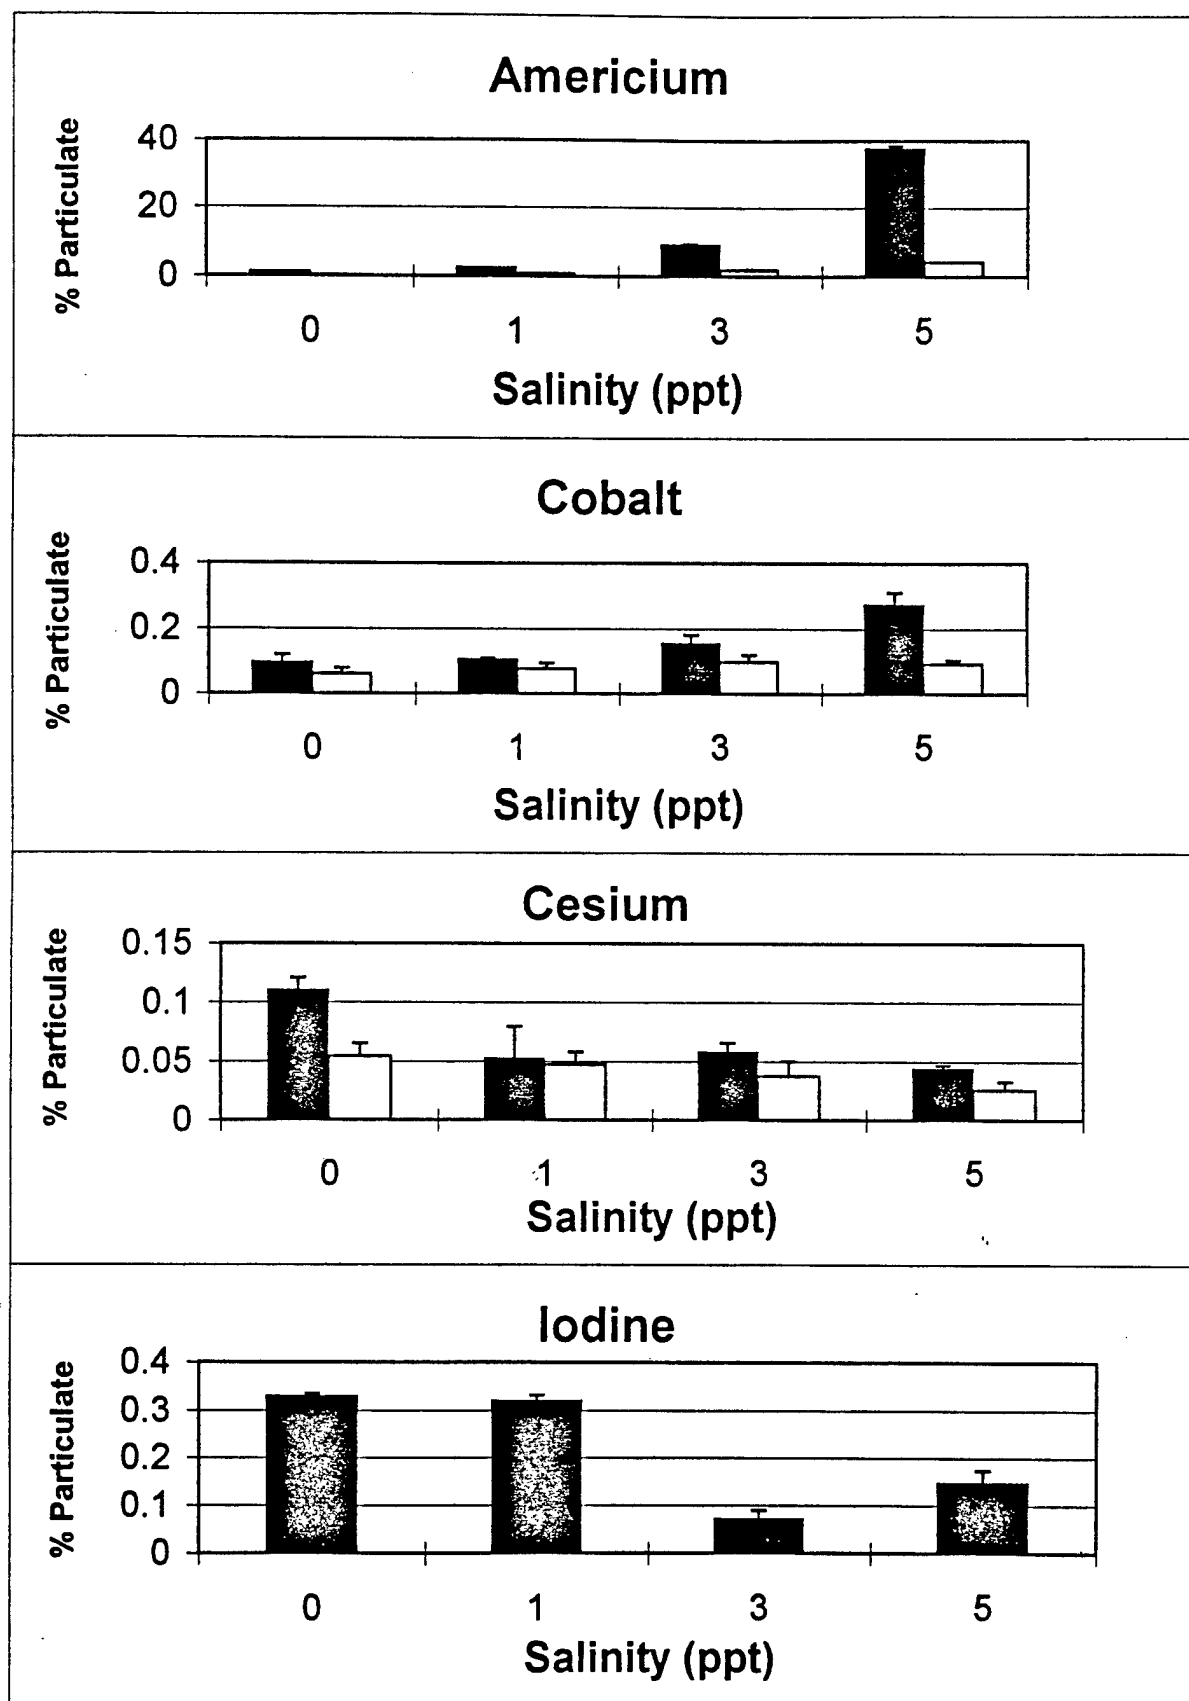 Americium
% Particulate
40
20
0
0 1 3 5
Salinity (ppt)
Cobalt
% Particulate
0.4
0.2
0
0 1 3 5
Salinity (ppt)
Cesium
% Particulate
0.15
0.1
0.05
0
0 1 3 5
Salinity (ppt)
Iodine
% Particulate
0.4
0.3
0.2
0.1
0
0 1 3 5
Salinity (ppt)